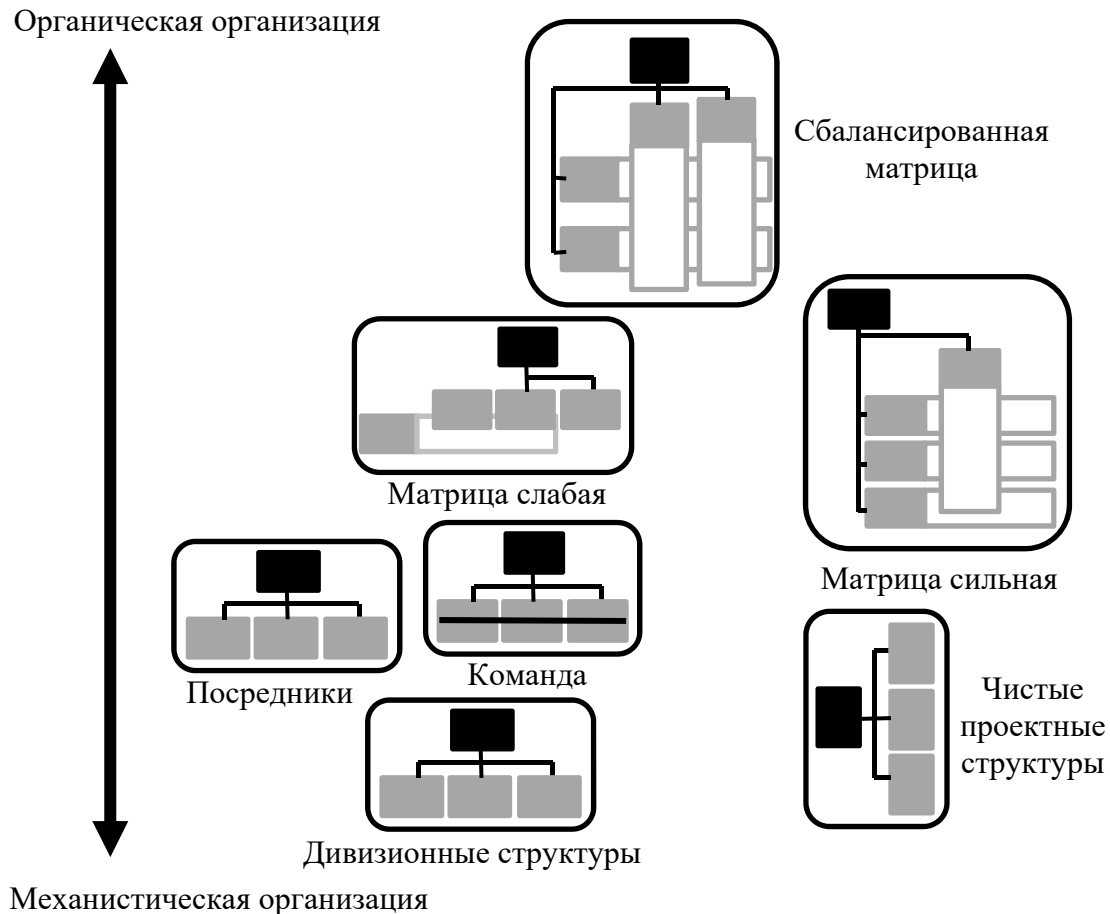 Органическая организация
Сбалансированная
матрица
Матрица слабая
Матрица сильная
Посредники
Команда
Чистые
проектные
структуры
Дивизионные структуры
Механистическая организация